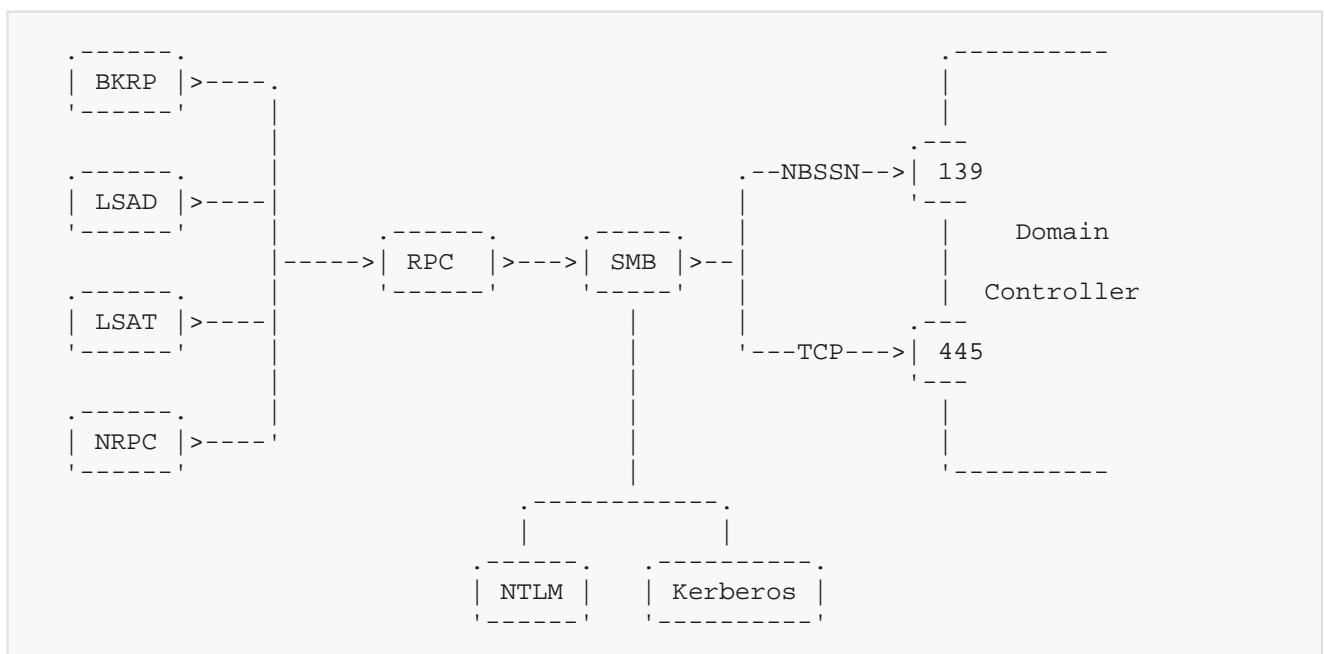 BKRP
NBSSN 139
LSAD
Domain
RPC SMB
Controller
LSAT
TCP 445
NRPC
NTLM Kerberos